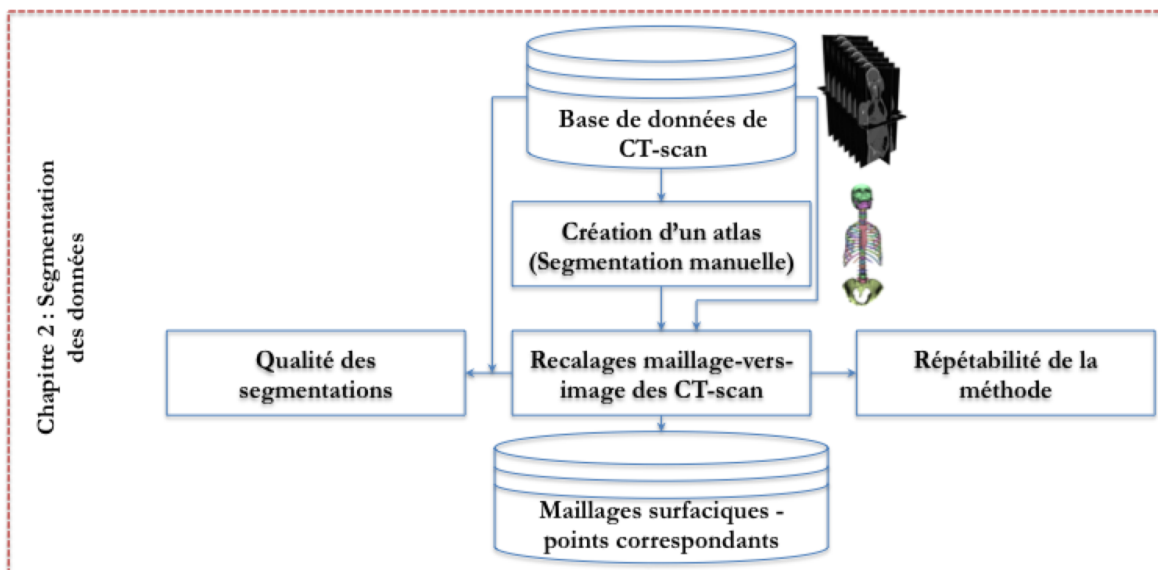 Chapitre 2 : Segmentation
des données
Base de données de
CT-scan
Création d’un atlas
(Segmentation manuelle)
Qualité des
segmentations
Recalages maillage-vers-
image des CT-scan
Répétabilité de la
méthode
Maillages surfaciques -
points correspondants